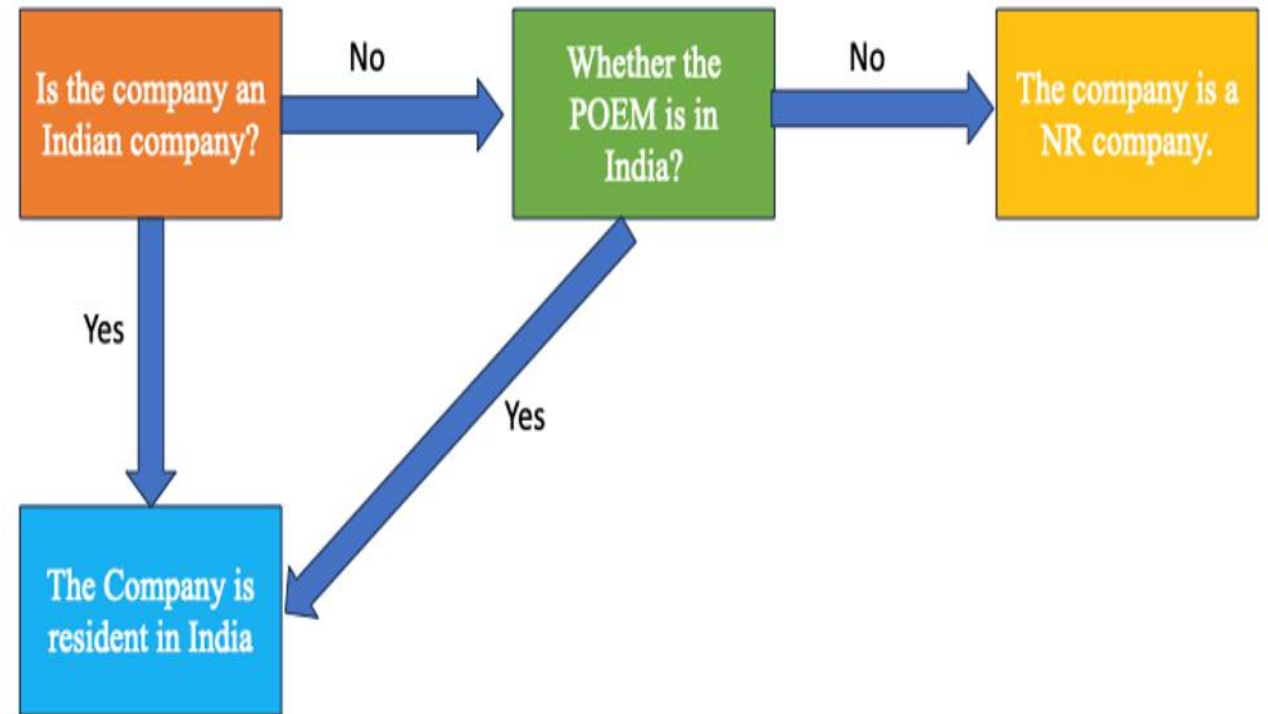 Is the company an
Indian company?
No
Whether the
POEM is in
India?
No
The company is a
NR company.
Yes
Yes
The Company is
resident in India